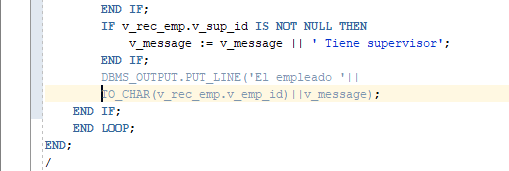 END IF;
IF v_rec_emp.v_sup_id IS NOT NULL THEN
v_message := v_message || ' Tiene supervisor';
END IF;
DBMS_OUTPUT.PUT_LINE('El empleado '||
TO_CHAR(v_rec_emp.v_emp_id)||v_message);
END IF;
END LOOP;
END;
/